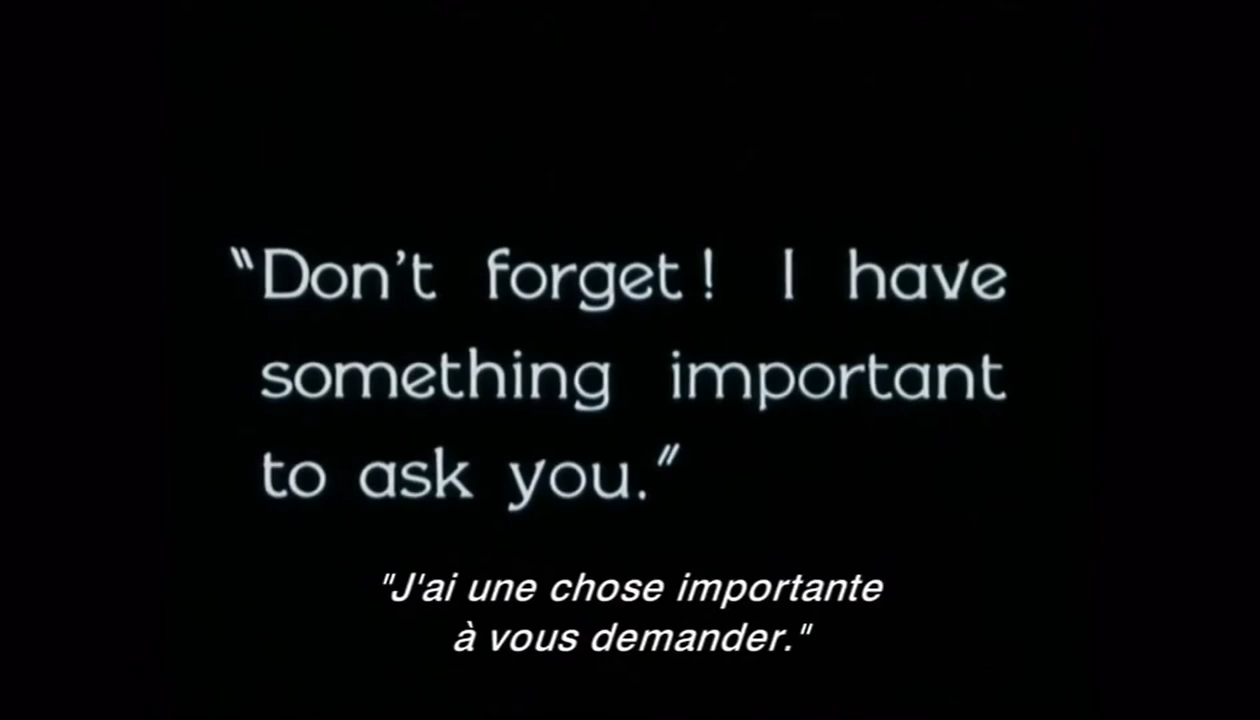 “Don’t forget! I have
something important
to ask you.”
"J'ai une chose importante
à vous demander."